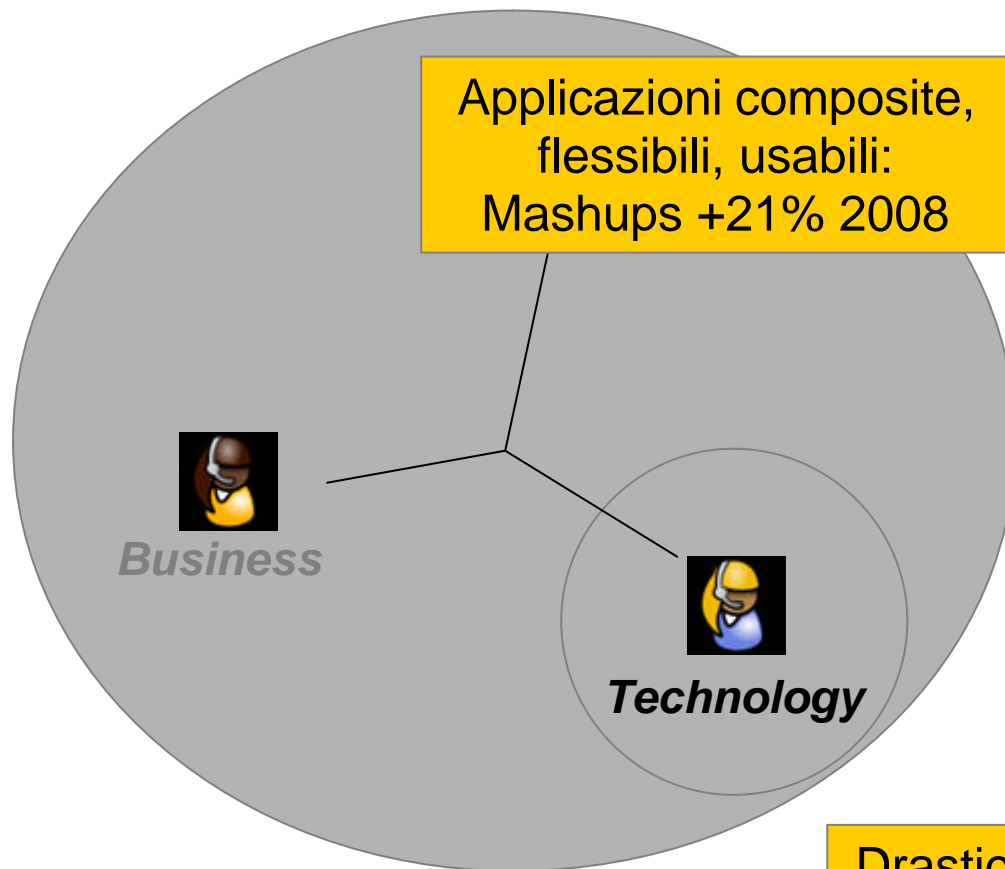 Applicazioni composite,
flessibili, usabili:
Mashups +21% 2008
Business
Technology